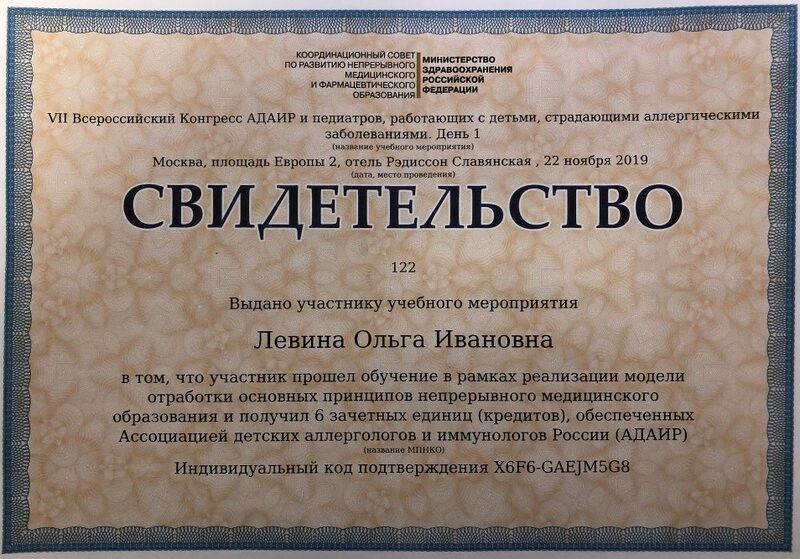 КООРДИНАЦИОННЫЙ СОВЕТ
ПО РАЗВИТИЮ НЕПРЕРЫВНОГО
МЕДИЦИНСКОГО
И ФАРМАЦЕВТИЧЕСКОГО
ОБРАЗОВАНИЯ
МИНИСТЕРСТВО
ЗДРАВООХРАНЕНИЯ
РОССИЙСКОЙ
ФЕДЕРАЦИИ
VII Всероссийский Конгресс АДАИР и педиатров, работающих с детьми, страдающими аллергическими
заболеваниями. День 1
(название учебного мероприятия)
Москва, площадь Европы 2, отель Рэдиссон Славянская , 22 ноября 2019
(дата, место проведения)
СВИДЕТЕЛЬСТВО
122
Выдано участнику учебного мероприятия
Левина Ольга Ивановна
в том, что участник прошел обучение в рамках реализации модели
отработки основных принципов непрерывного медицинского
образования и получил 6 зачетных единиц (кредитов), обеспеченных
Ассоциацией детских аллергологов и иммунологов России (АДАИР)
(название МПНКО)
Индивидуальный код подтверждения X6F6-GAEJM5G8